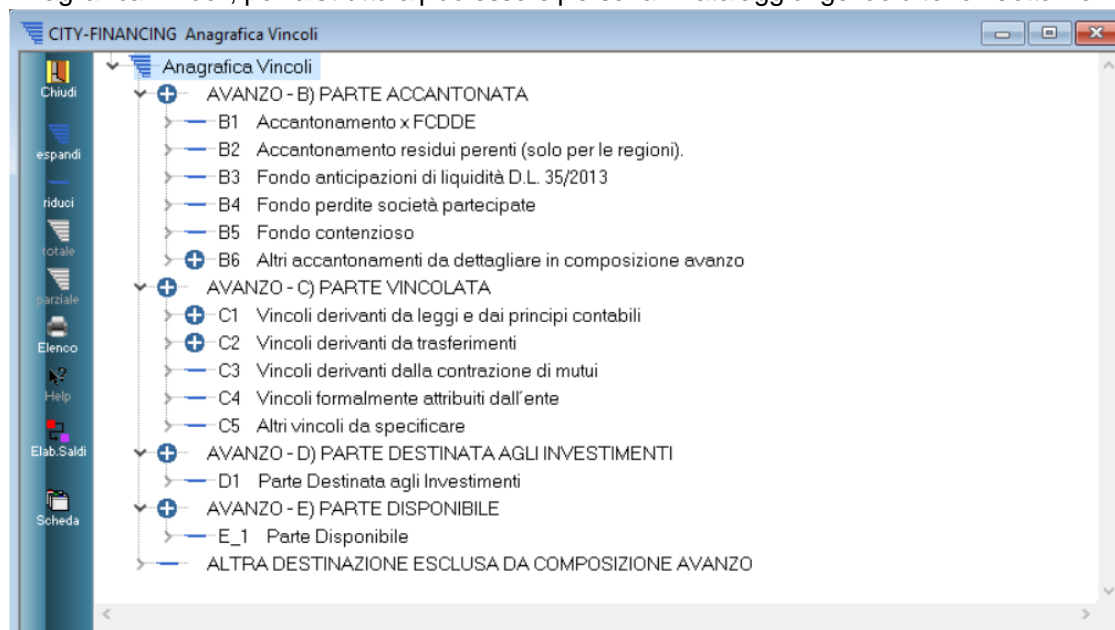 CITY-FINANCING Anagrafica Vincoli
Chiudi
espandi
riduci
totale
parziale
Elenco
Help
Elab.Saldi
Scheda
Anagrafica Vincoli
AVANZO - B) PARTE ACCANTONATA
B1 Accantonamento x FCDDE
B2 Accantonamento residui perenti (solo per le regioni).
B3 Fondo anticipazioni di liquidità D.L. 35/2013
B4 Fondo perdite società partecipate
B5 Fondo contenzioso
B6 Altri accantonamenti da dettagliare in composizione avanzo
AVANZO - C) PARTE VINCOLATA
C1 Vincoli derivanti da leggi e dai principi contabili
C2 Vincoli derivanti da trasferimenti
C3 Vincoli derivanti dalla contrazione di mutui
C4 Vincoli formalmente attribuiti dall'ente
C5 Altri vincoli da specificare
AVANZO - D) PARTE DESTINATA AGLI INVESTIMENTI
D1 Parte Destinata agli Investimenti
AVANZO - E) PARTE DISPONIBILE
E_1 Parte Disponibile
ALTRA DESTINAZIONE ESCLUSA DA COMPOSIZIONE AVANZO